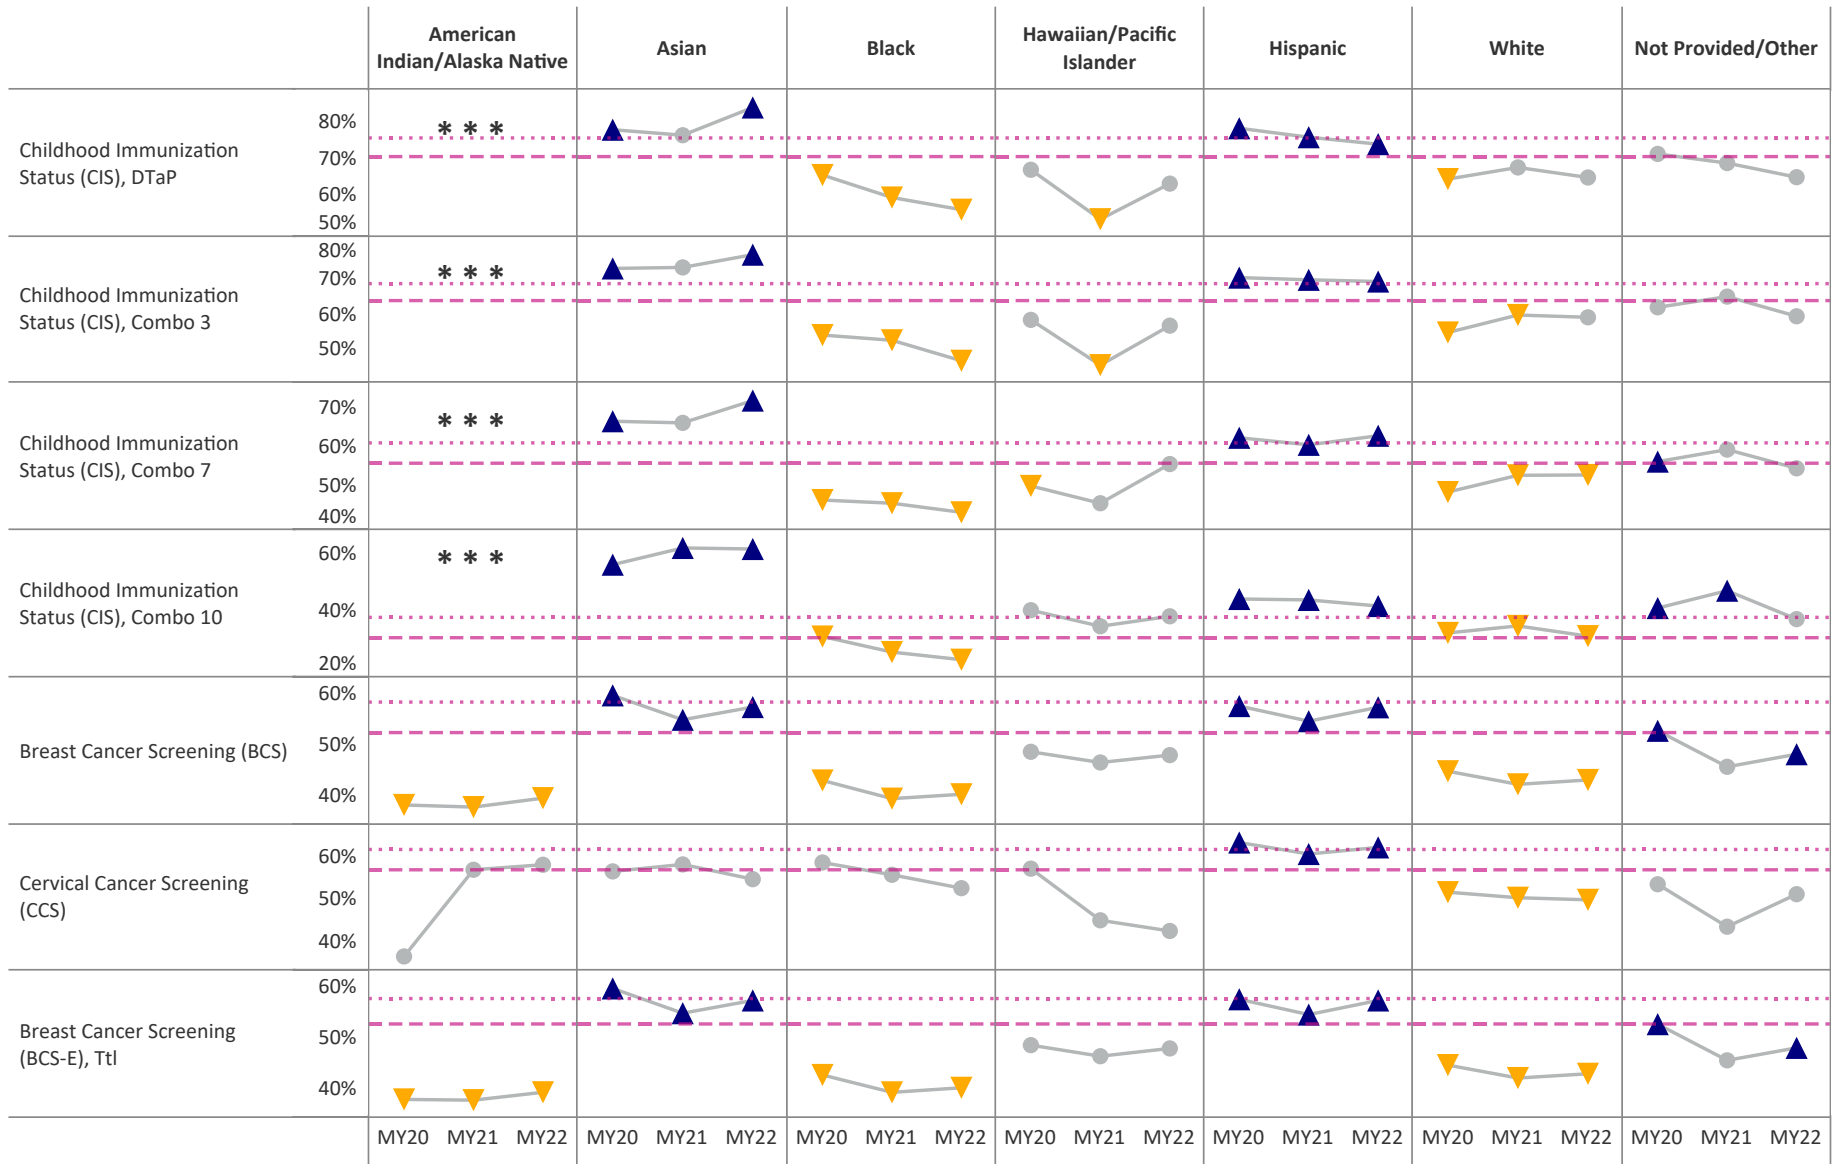 American
Indian/Alaska Native
Asian
Black
Hawaiian/Pacific
Islander
Hispanic
White
Not Provided/Other
Childhood Immunization
Status (CIS), DTaP
80%
70%
60%
50%
* * *
Childhood Immunization
Status (CIS), Combo 3
80%
70%
60%
50%
* * *
Childhood Immunization
Status (CIS), Combo 7
70%
60%
50%
40%
* * *
Childhood Immunization
Status (CIS), Combo 10
60%
40%
20%
* * *
Breast Cancer Screening (BCS)
60%
50%
40%
Cervical Cancer Screening
(CCS)
60%
50%
40%
Breast Cancer Screening
(BCS-E), Ttl
60%
50%
40%
MY20 MY21 MY22 MY20 MY21 MY22 MY20 MY21 MY22 MY20 MY21 MY22 MY20 MY21 MY22 MY20 MY21 MY22 MY20 MY21 MY22